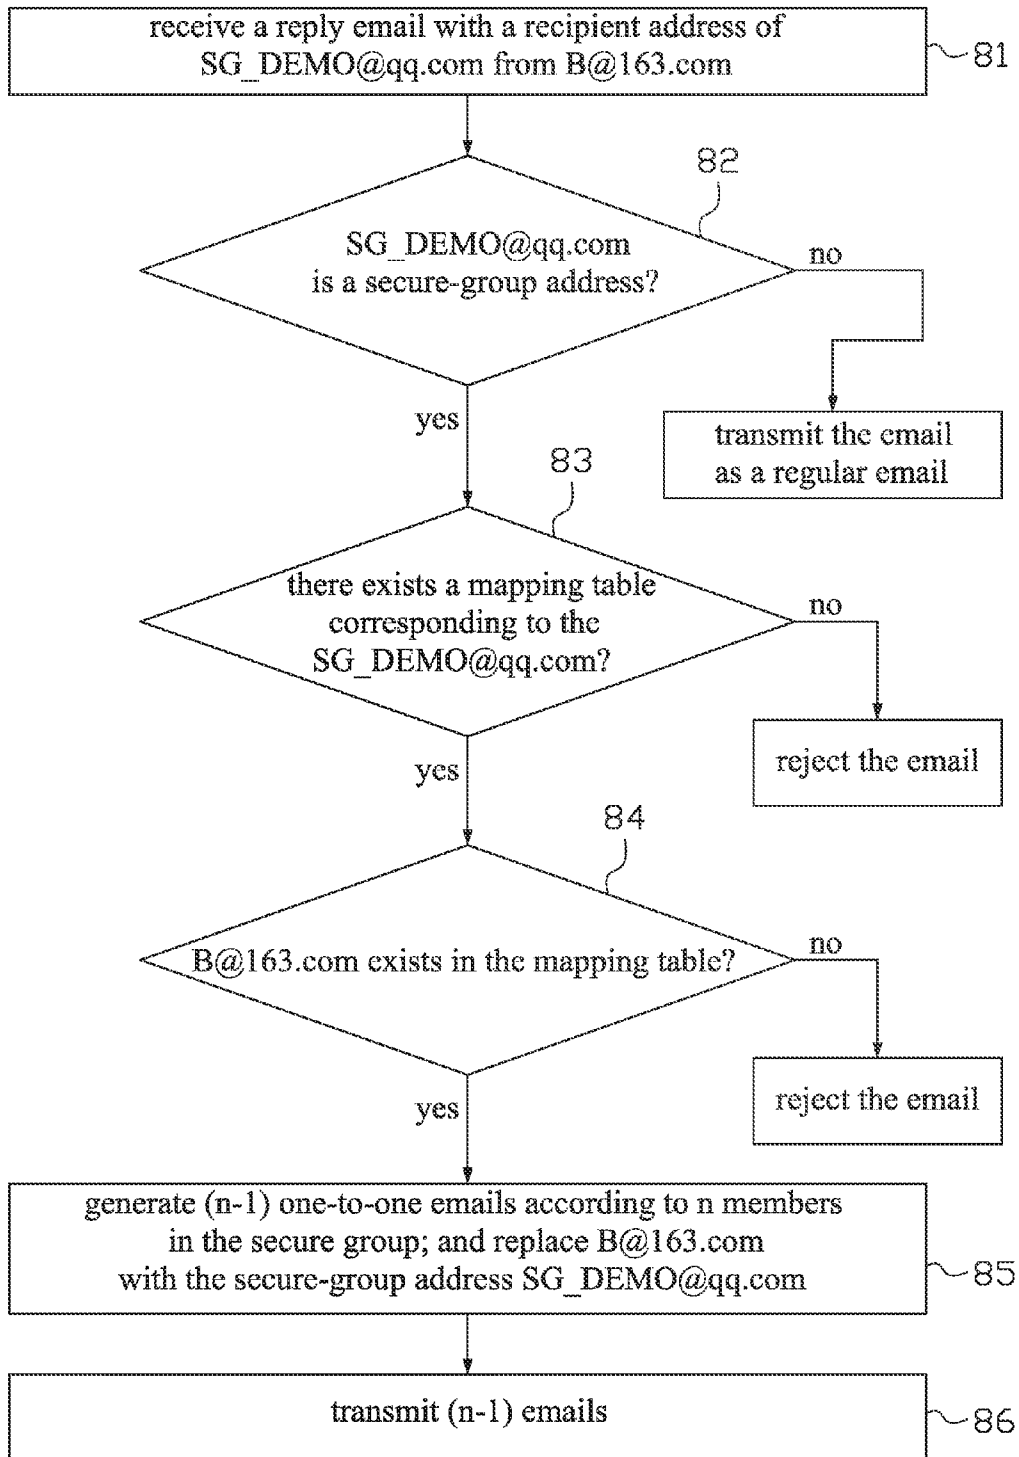 receive a reply email with a recipient address of
SG_DEMO@qq.com from B@163.com
81
82
SG_DEMO@qq.com
is a secure-group address?
no
yes
transmit the email
as a regular email
83
there exists a mapping table
corresponding to the
SG_DEMO@qq.com?
no
yes
reject the email
84
B@163.com exists in the mapping table?
no
yes
reject the email
generate (n-1) one-to-one emails according to n members
in the secure group; and replace B@163.com
with the secure-group address SG_DEMO@qq.com
85
transmit (n-1) emails
86